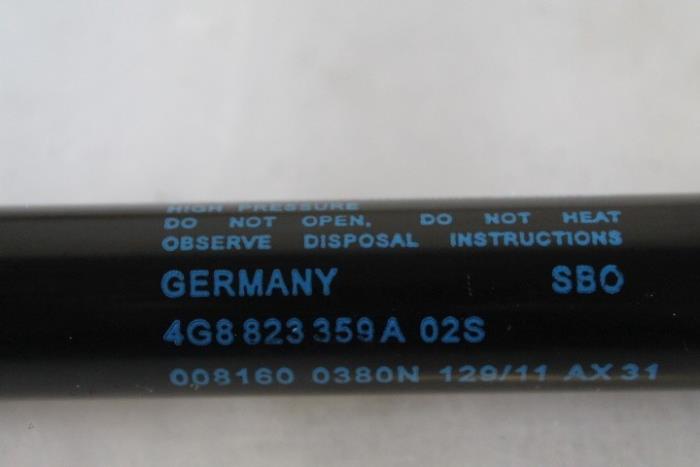 HIGH PRESSURE
DO NOT OPEN, DO NOT HEAT
OBSERVE DISPOSAL INSTRUCTIONS
GERMANY SBO
4G8 823 359 A 02S
008160 0380N 129/11 AX 31